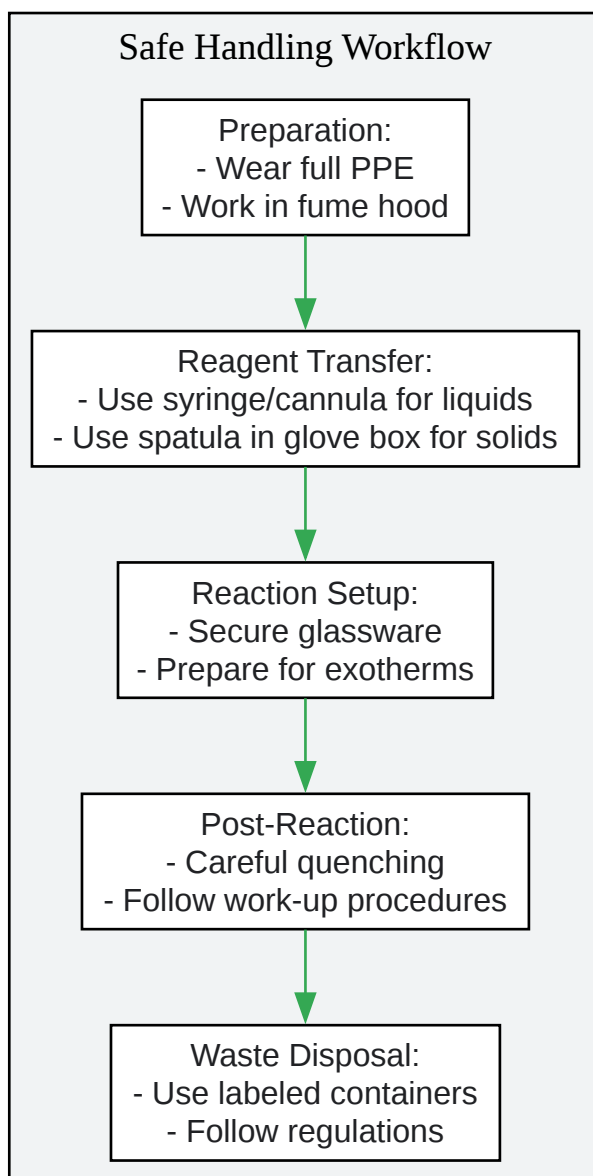 Safe Handling Workflow
Preparation:
- Wear full PPE
- Work in fume hood
Reagent Transfer:
- Use syringe/cannula for liquids
- Use spatula in glove box for solids
Reaction Setup:
- Secure glassware
- Prepare for exotherms
Post-Reaction:
- Careful quenching
- Follow work-up procedures
Waste Disposal:
- Use labeled containers
- Follow regulations